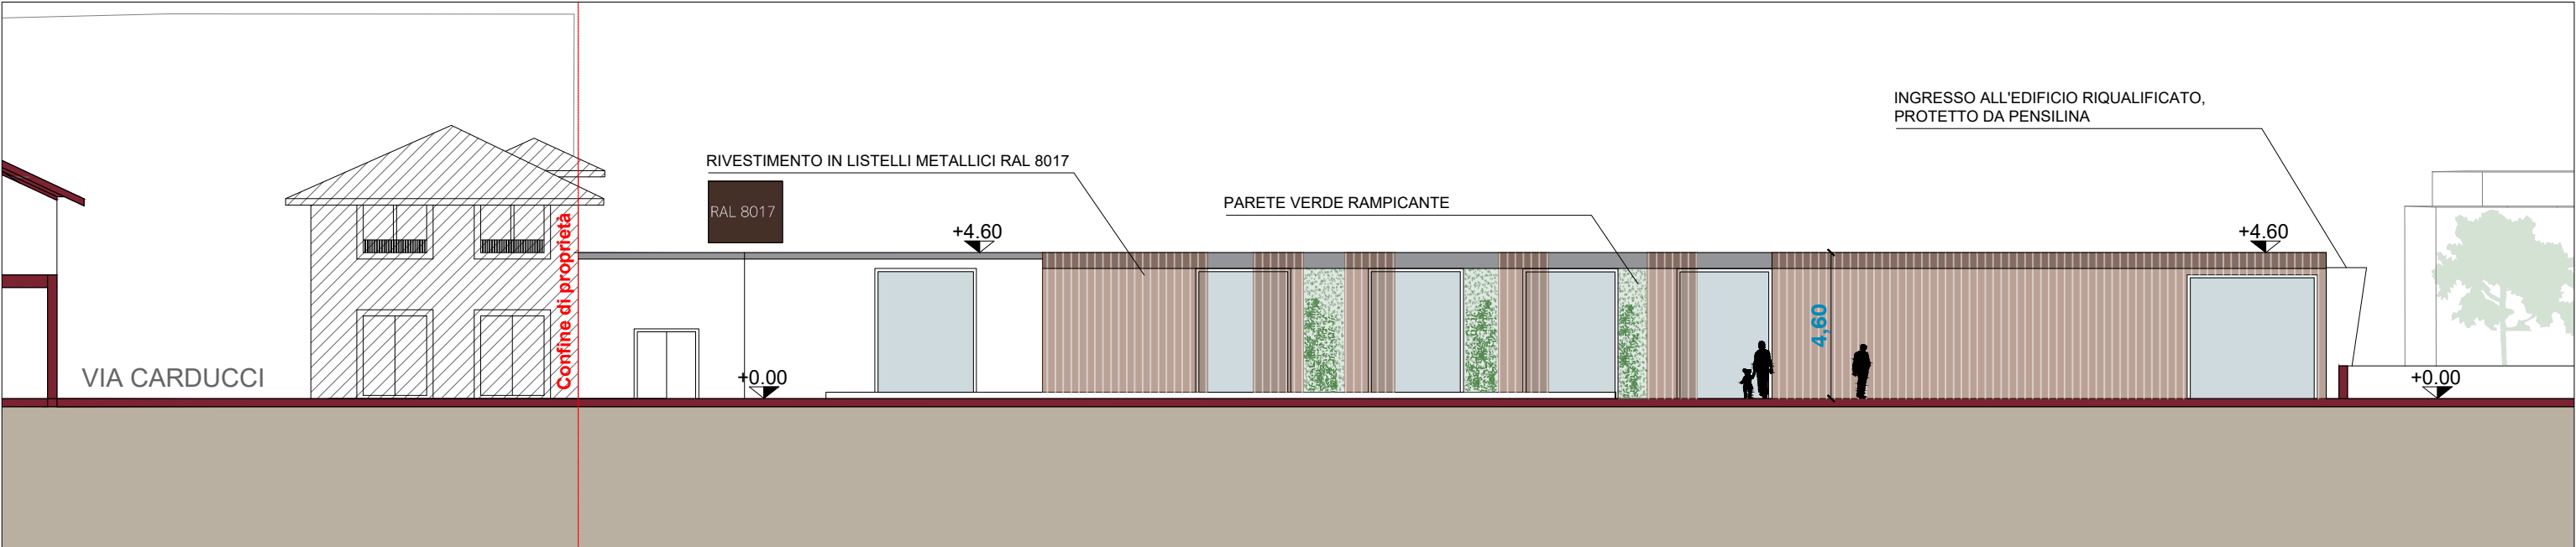 INGRESSO ALL'EDIFICIO RIQUALIFICATO,
PROTETTO DA PENSILINA
RIVESTIMENTO IN LISTELLI METALLICI RAL 8017
RAL 8017
PARETE VERDE RAMPICANTE
+4.60
+4.60
Confine di proprietà
4,60
VIA CARDUCCI
+0.00
+0.00